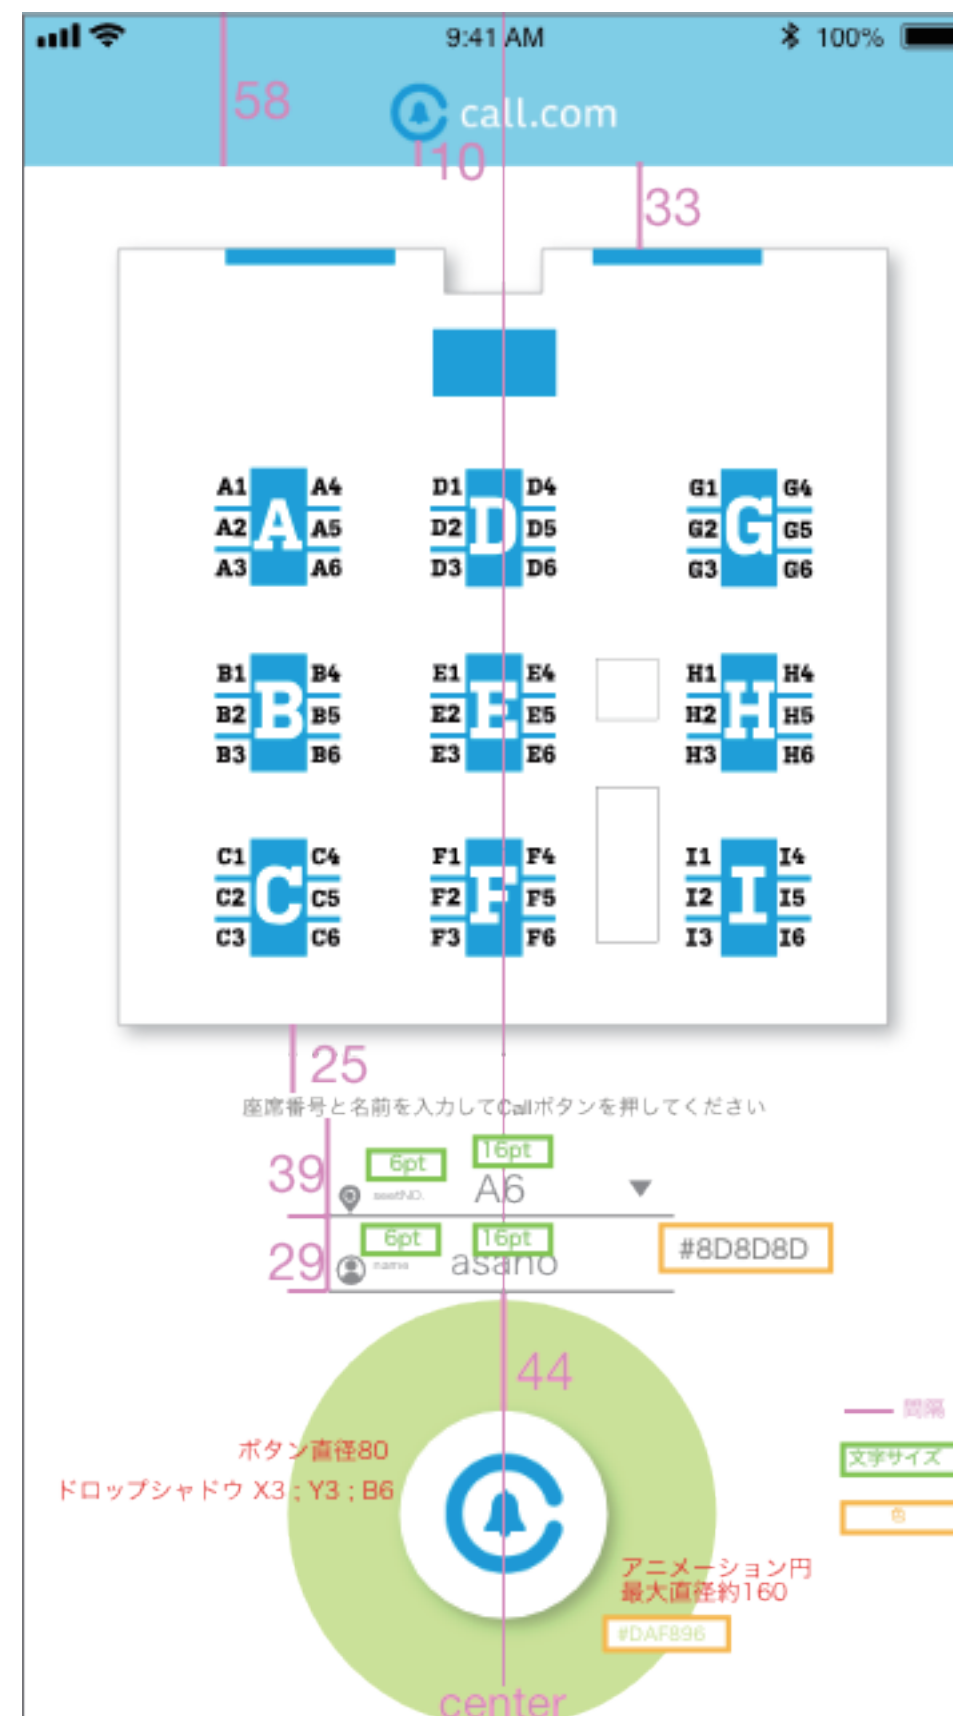 9:41 AM
100%
58
call.com
10
33
A1 A4 D1 D4 G1 G4
A2 A A5 D2 D D5 G2 G G5
A3 A6 D3 D6 G3 G6
B1 B4 E1 E4 H1 H4
B2 B B5 E2 E E5 H2 H H5
B3 B6 E3 E6 H3 H6
C1 C4 F1 F4 I1 I4
C2 C C5 F2 F F5 I2 I I5
C3 C6 F3 F6 I3 I6
25
座席番号と名前を入力してCallボタンを押してください
39 6pt 16pt
seetNO. A6
29 6pt 16pt #8D8D8D
name asano
44
間隔
ボタン直径80 文字サイズ
ドロップシャドウ X3 ; Y3 ; B6
色
アニメーション円
最大直径約160
#DAF896
center